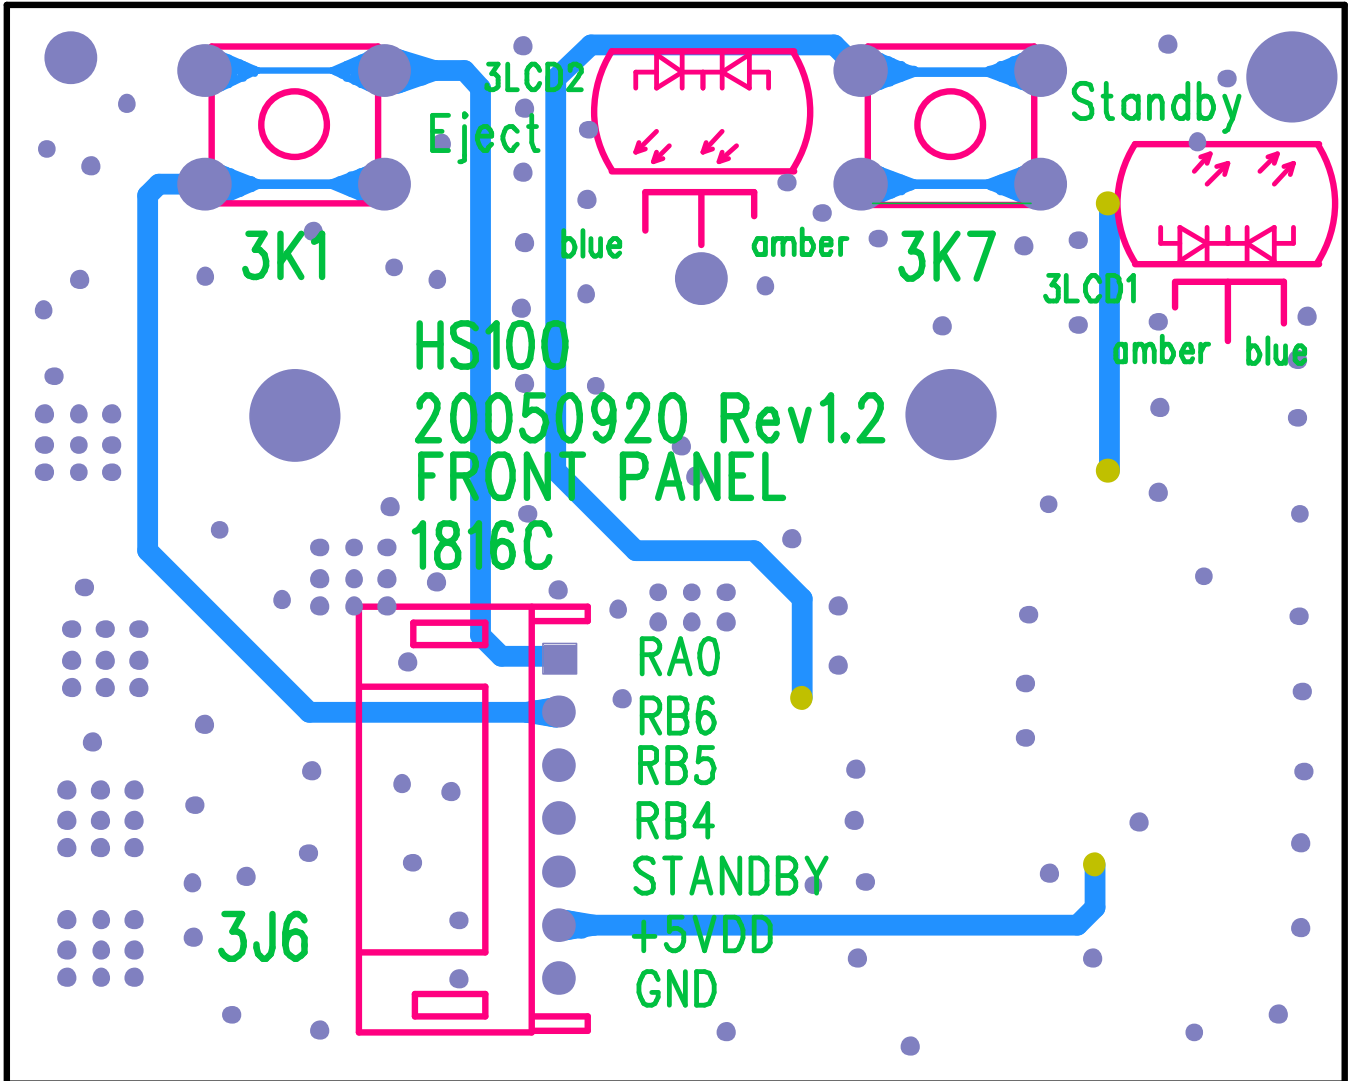 3LCD2
Eject
Standby
3K1
blue
amber
3K7
3LCD1
amber
blue
HS100
20050920 Rev1.2
FRONT PANEL
1816C
RA0
RB6
RB5
RB4
STANDBY
+5VDD
GND
3J6